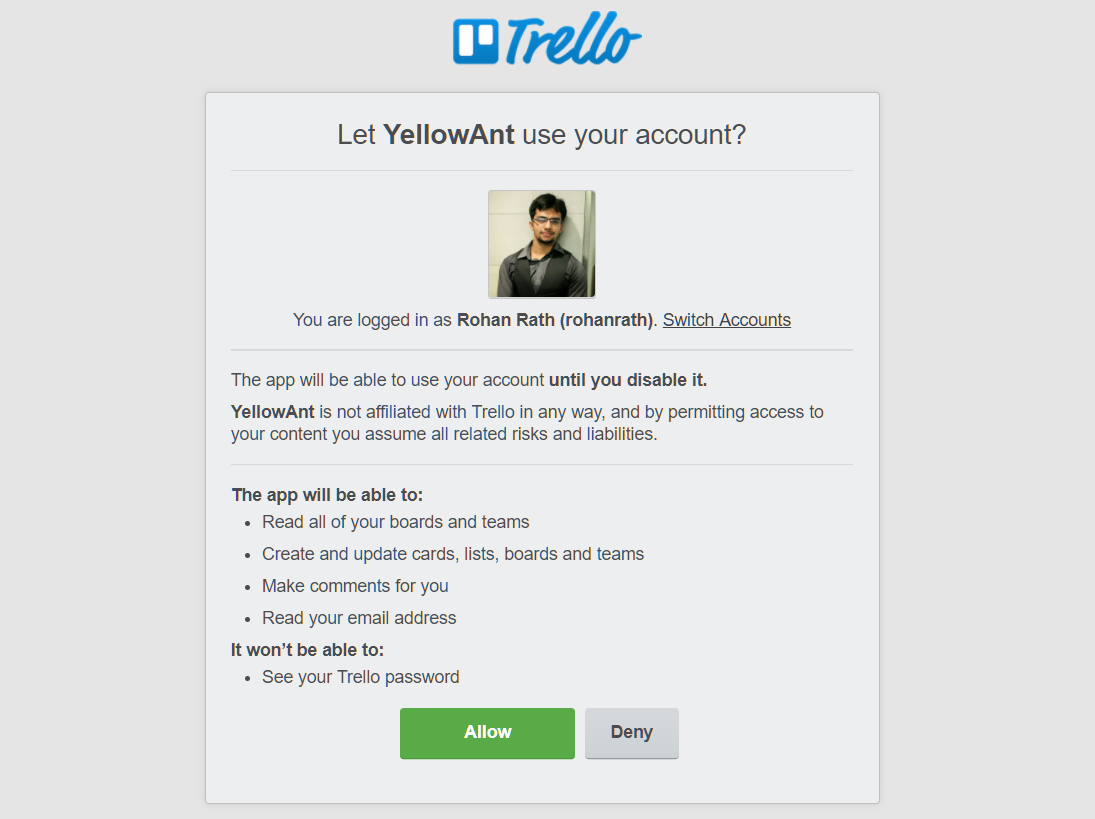 Trello
Let YellowAnt use your account?
You are logged in as Rohan Rath (rohanrath). Switch Accounts
The app will be able to use your account until you disable it.
YellowAnt is not affiliated with Trello in any way, and by permitting access to
your content you assume all related risks and liabilities.
The app will be able to:
• Read all of your boards and teams
• Create and update cards, lists, boards and teams
• Make comments for you
• Read your email address
It won’t be able to:
• See your Trello password
Allow
Deny